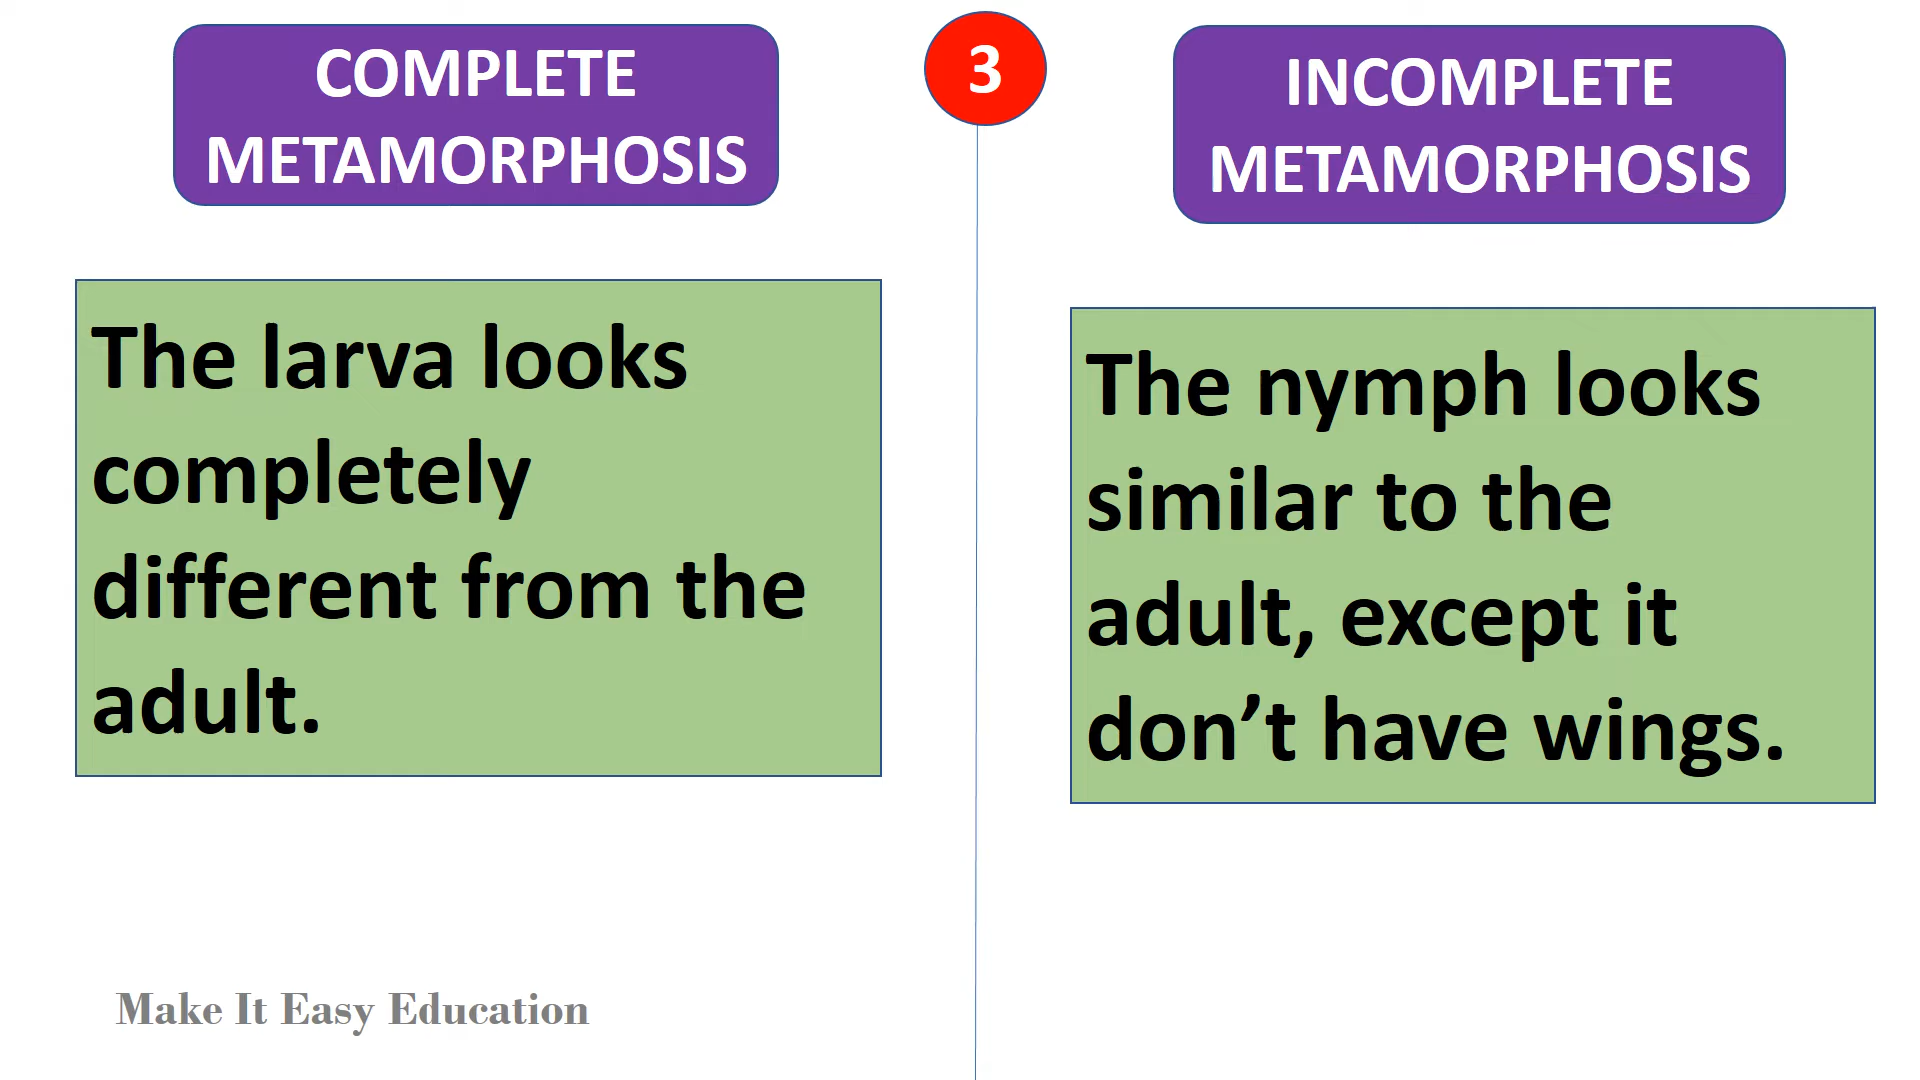 COMPLETE
METAMORPHOSIS
3
INCOMPLETE
METAMORPHOSIS
The larva looks
completely
different from the
adult.
The nymph looks
similar to the
adult, except it
don’t have wings.
Make It Easy Education